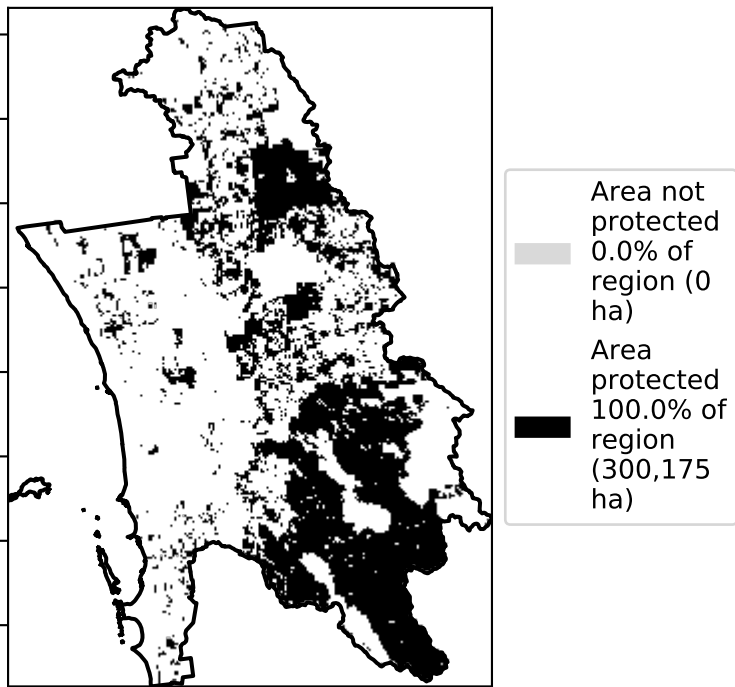 Area not
protected
0.0% of
region (0
ha)
Area
protected
100.0% of
region
(300,175
ha)